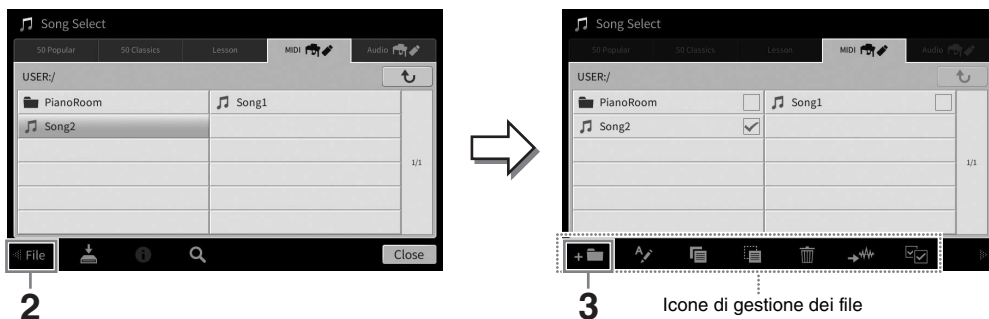 Song Select
50 Popular
50 Classics
Lesson
MIDI
Audio
USER:/
PianoRoom
Song1
Song2
1/1
File
Close
2
Song Select
50 Popular
50 Classics
Lesson
MIDI
Audio
USER:/
PianoRoom
Song1
Song2
1/1
3
Icone di gestione dei file